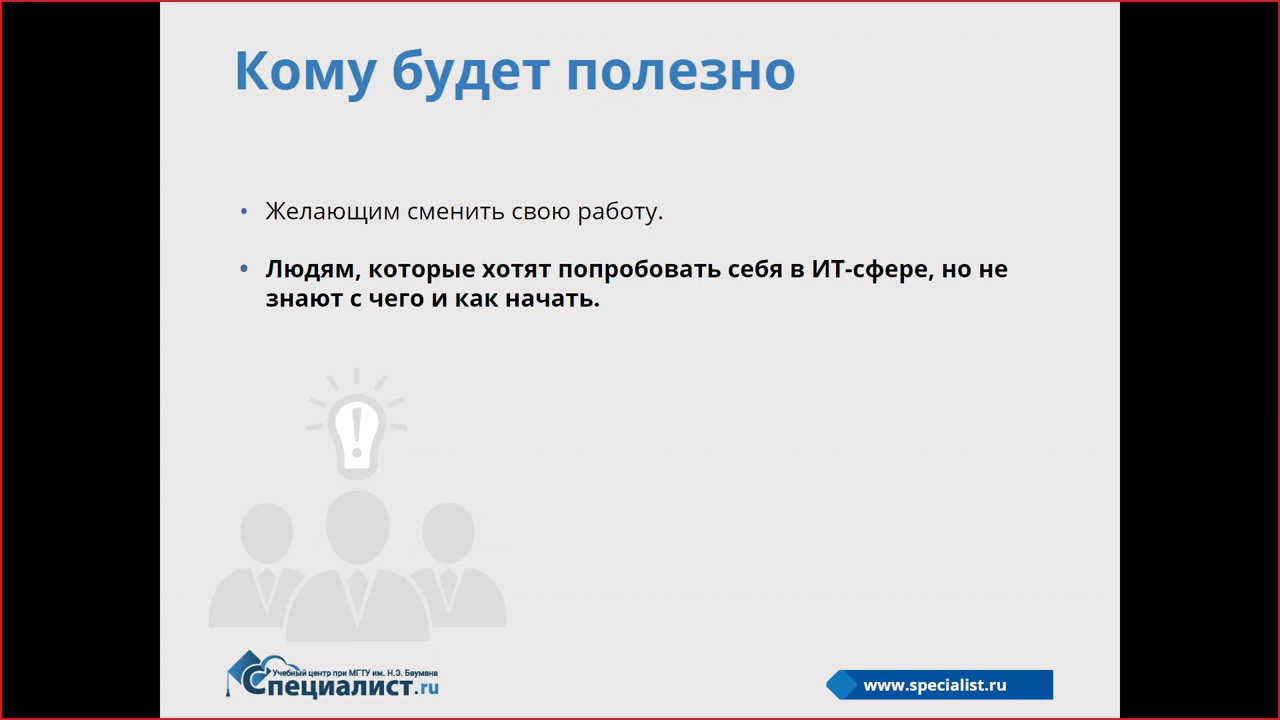 Кому будет полезно
• Желающим сменить свою работу.
• Людям, которые хотят попробовать себя в ИТ-сфере, но не
знают с чего и как начать.
Учебный центр при МГТУ им. Н.Э. Баумана
Специалист.ru
www.specialist.ru